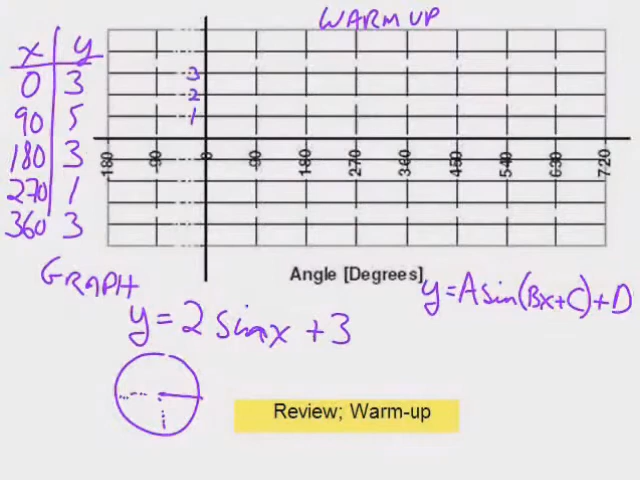 WARM UP
x y
0 3
90 5
180 3
270 1
360 3
3
2
1
-180 -90 0 90 180 270 360 450 540 630 720
Angle [Degrees]
GRAPH
y = 2 sin x + 3
y = A sin(Bx + C) + D
Review; Warm-up